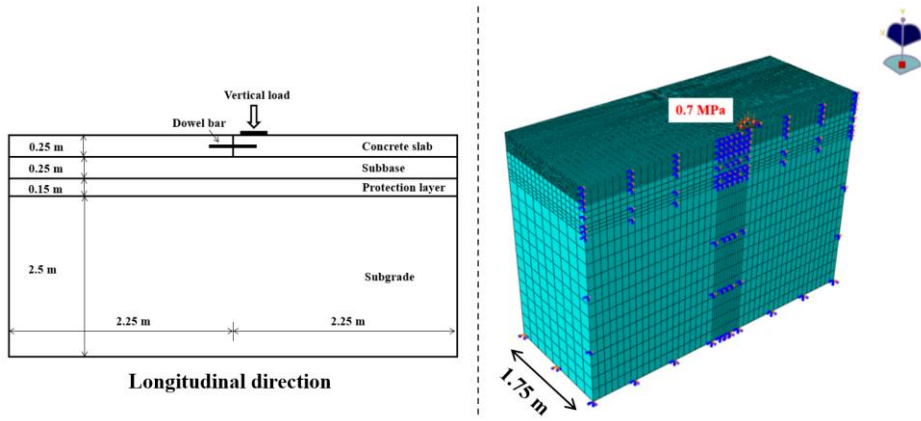 Vertical load
Dowel bar
0.25 m
Concrete slab
0.25 m
Subbase
0.15 m
Protection layer
2.5 m
Subgrade
2.25 m
2.25 m
Longitudinal direction
0.7 MPa
1.75 m
Y